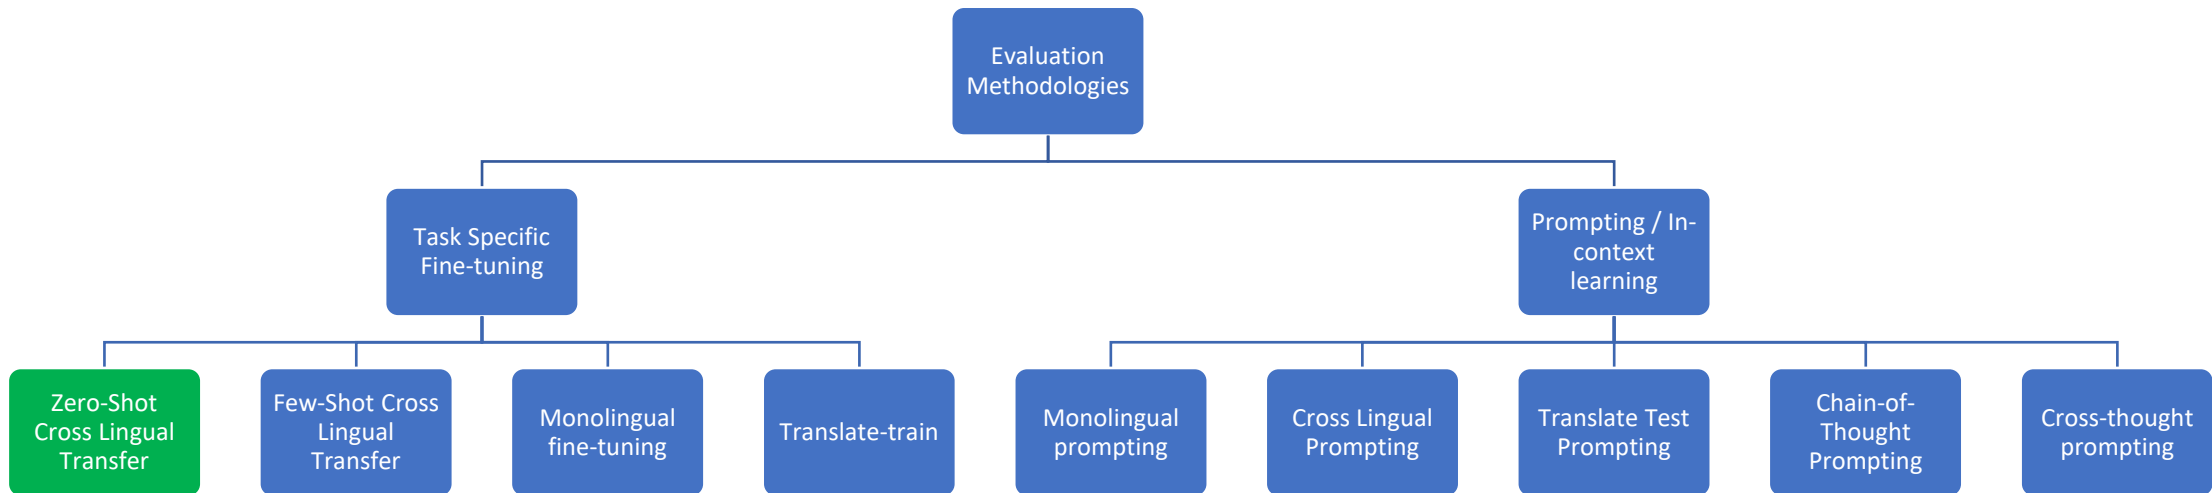 Evaluation
Methodologies
Task Specific
Fine-tuning
Prompting / In-
context
learning
Zero-Shot
Cross Lingual
Transfer
Few-Shot Cross
Lingual
Transfer
Monolingual
fine-tuning
Translate-train
Monolingual
prompting
Cross Lingual
Prompting
Translate Test
Prompting
Chain-of-
Thought
Prompting
Cross-thought
prompting